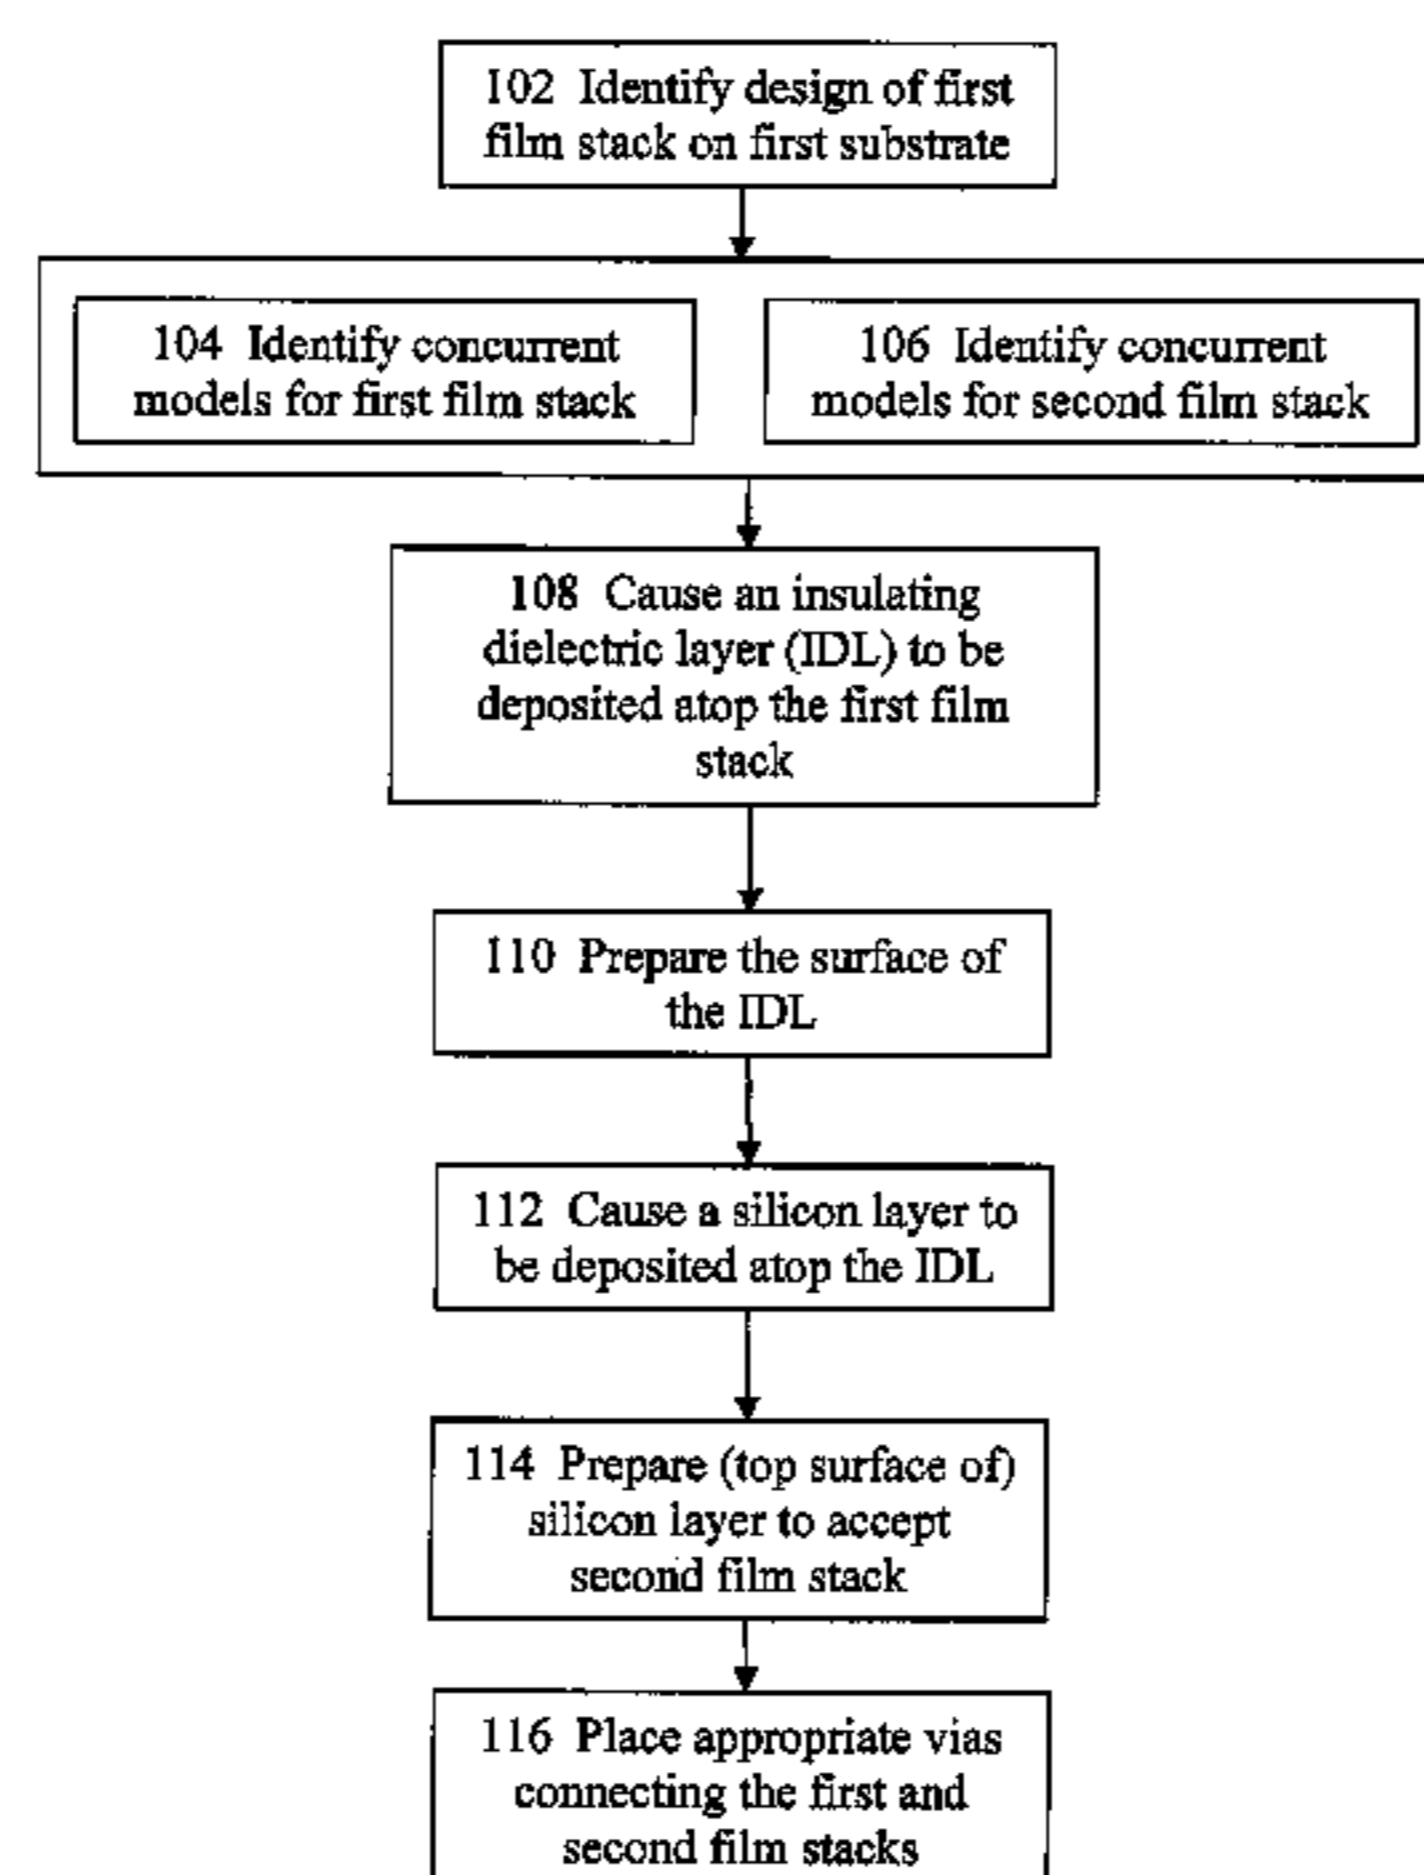 102 Identify design of first
film stack on first substrate
104 Identify concurrent
models for first film stack
106 Identify concurrent
models for second film stack
108 Cause an insulating
dielectric layer (IDL) to be
deposited atop the first film
stack
110 Prepare the surface of
the IDL
112 Cause a silicon layer to
be deposited atop the IDL
114 Prepare (top surface of)
silicon layer to accept
second film stack
116 Place appropriate vias
connecting the first and
second film stacks